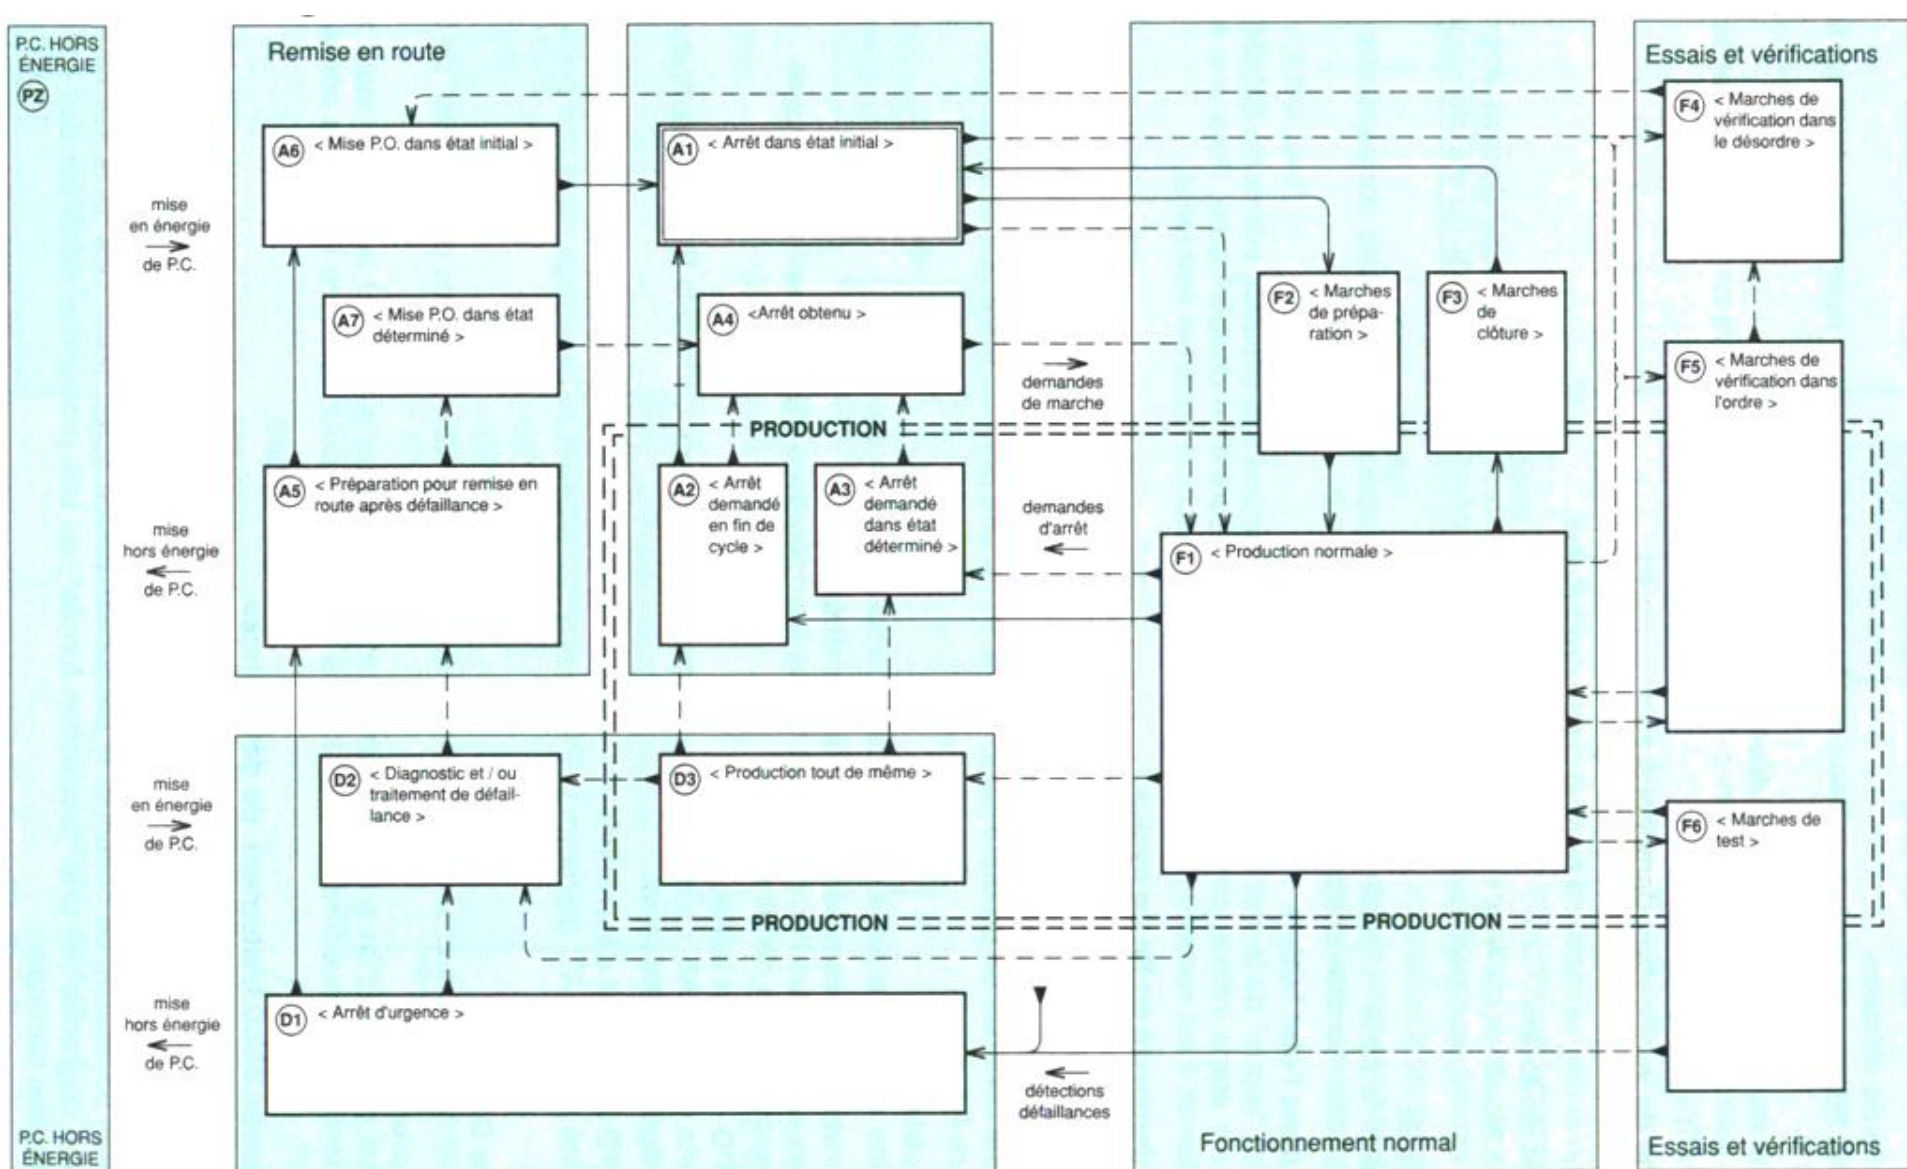 P.C. HORS
ÉNERGIE
PZ
mise
en énergie
de P.C.
mise
hors énergie
de P.C.
mise
en énergie
de P.C.
mise
hors énergie
de P.C.
P.C. HORS
ÉNERGIE
Remise en route
A6 < Mise P.O. dans état initial >
A7 < Mise P.O. dans état
déterminé >
A5 < Préparation pour remise en
route après défaillance >
A1 < Arrêt dans état initial >
A4 <Arrêt obtenu >
PRODUCTION
A2 < Arrêt
demandé
en fin de
cycle >
A3 < Arrêt
demandé
dans état
déterminé >
demandes
de marche
demandes
d'arrêt
D2 < Diagnostic et / ou
traitement de défail-
lance >
D3 < Production tout de même >
PRODUCTION
D1 < Arrêt d'urgence >
détections
défaillances
F2 < Marches
de prépa-
ration >
F3 < Marches
de
clôture >
F1 < Production normale >
PRODUCTION
Fonctionnement normal
Essais et vérifications
F4 < Marches de
vérification dans
le désordre >
F5 < Marches de
vérification dans
l'ordre >
F6 < Marches de
test >
Essais et vérifications